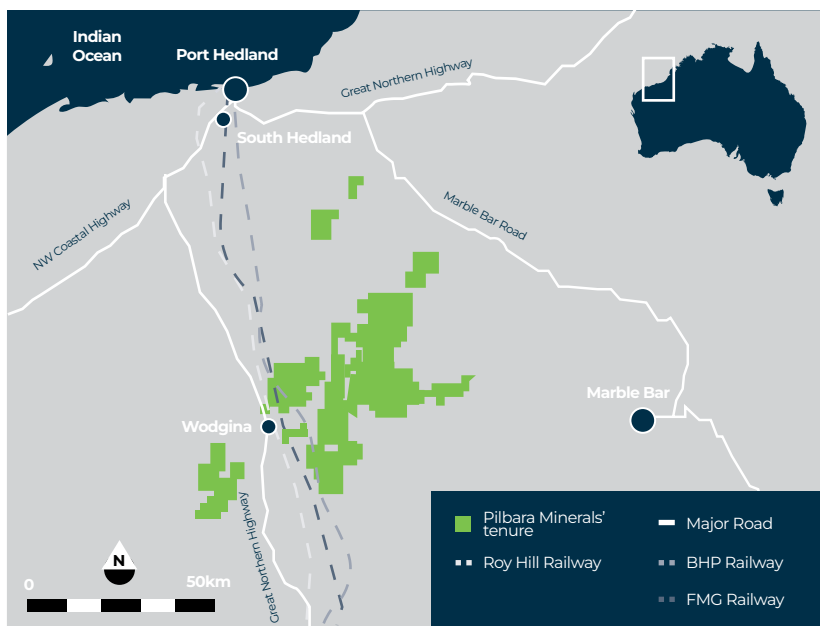 Indian
Ocean
Port Hedland
Great Northern Highway
South Hedland
NW Coastal Highway
Marble Bar Road
Marble Bar
Wodgina
Great Northern Highway
N
0
50km
Pilbara Minerals’
tenure
Major Road
Roy Hill Railway
BHP Railway
FMG Railway